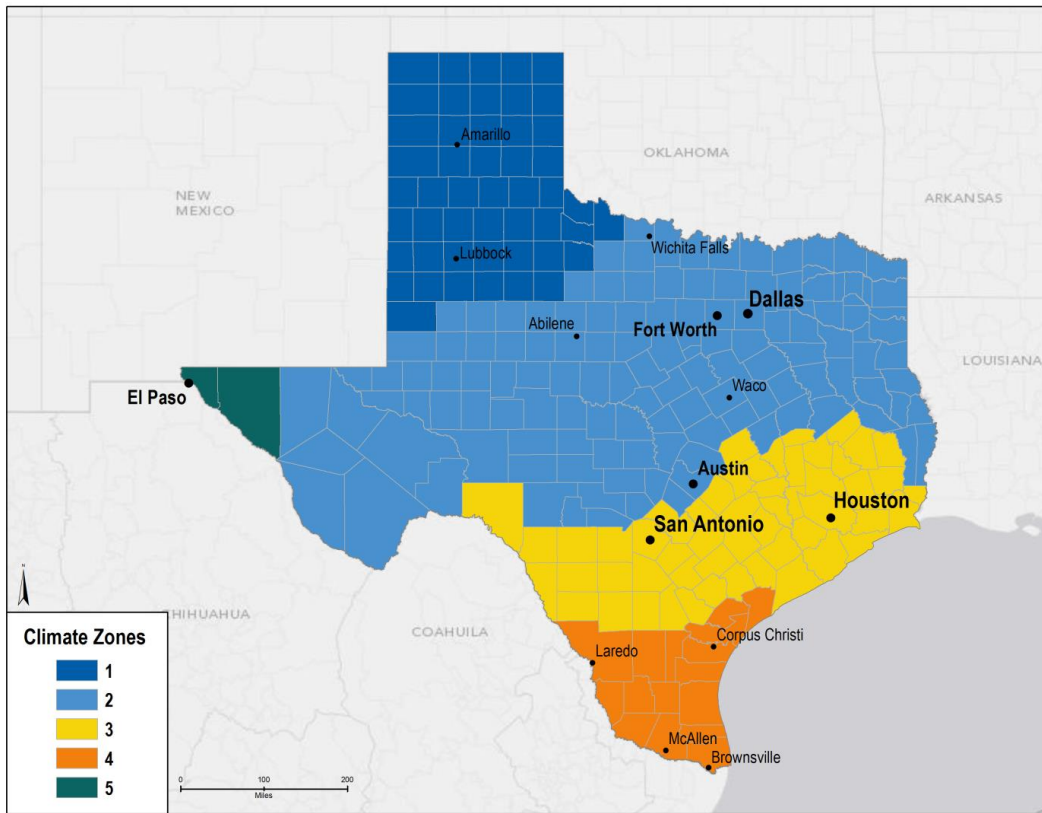 Amarillo
OKLAHOMA
NEW
MEXICO
ARKANSAS
Lubbock
Wichita Falls
Dallas
Fort Worth
Abilene
LOUISIANA
El Paso
Waco
Austin
Houston
San Antonio
N
CHIHUAHUA
COAHUILA
Corpus Christi
Laredo
McAllen
Brownsville
Climate Zones
1
2
3
4
5
0 100 200
Miles